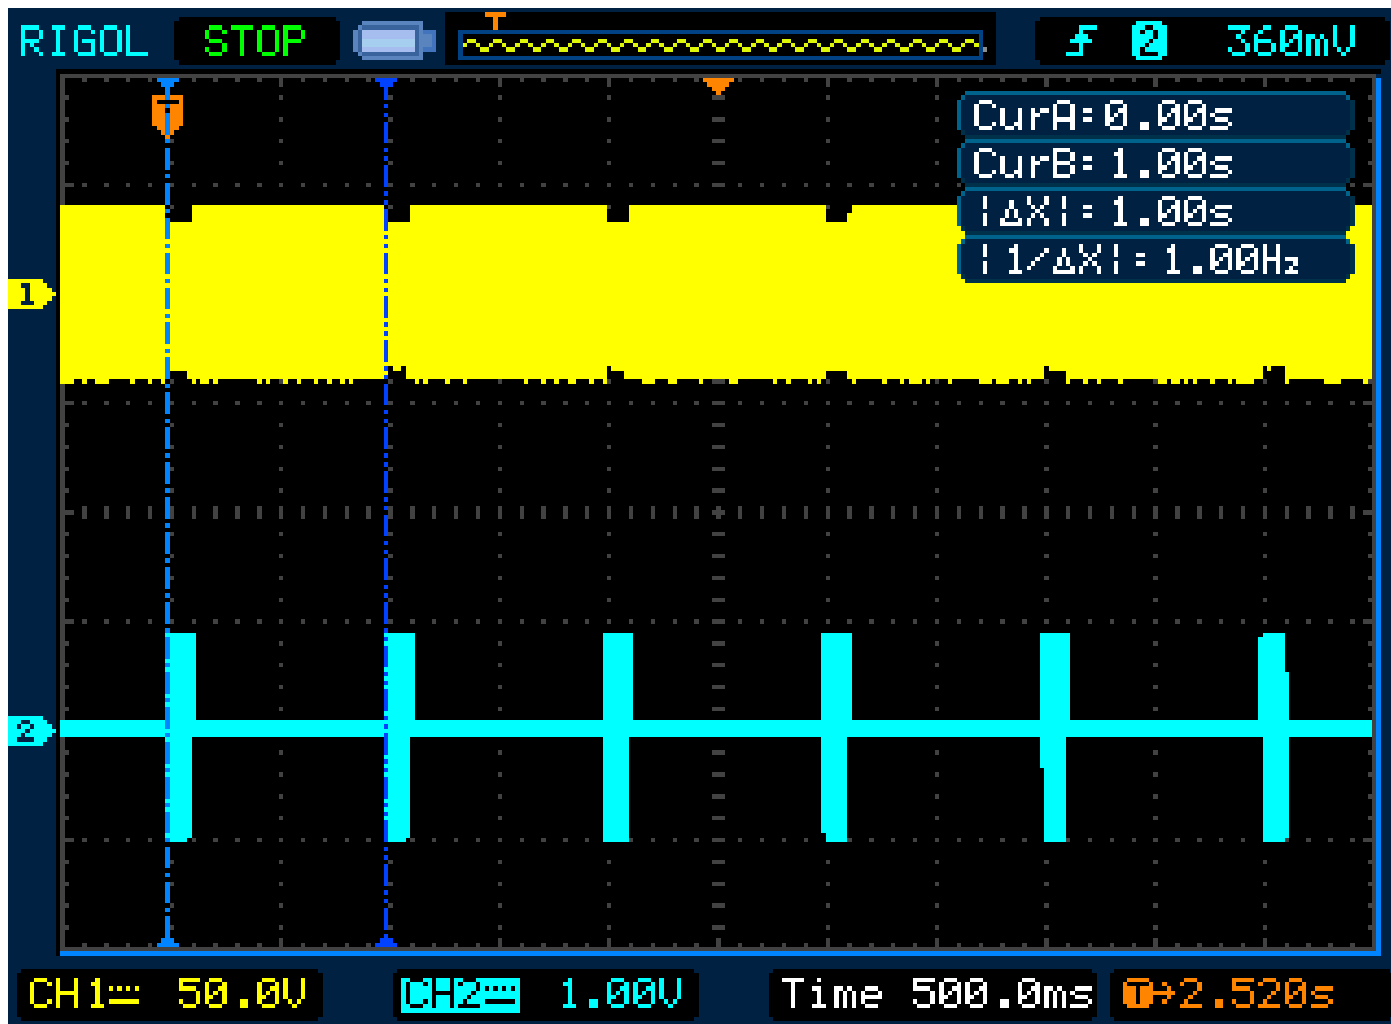 RIGOL STOP T 2 360mV
T
CurA: 0.00s
CurB: 1.00s
|ΔX|: 1.00s
|1/ΔX|: 1.00Hz
1
2
CH1 50.0V CH2 1.00V Time 500.0ms T→2.520s